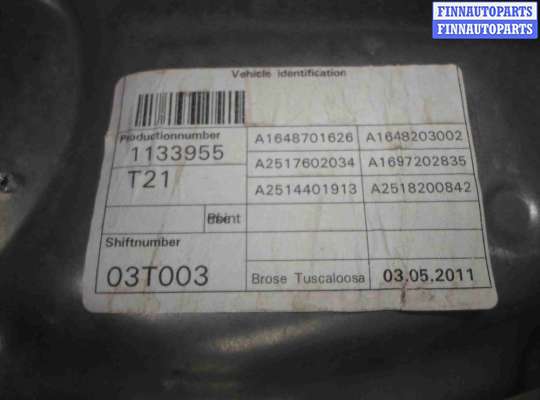 FINNAUTOPARTS
FINNAUTOPARTS
Vehicle identification
Productionnumber
1133955
T21
A1648701626 A1648203002
A2517602034 A1697202835
A2514401913 A2518200842
Shiftnumber
03T003
Brose Tuscaloosa 03.05.2011